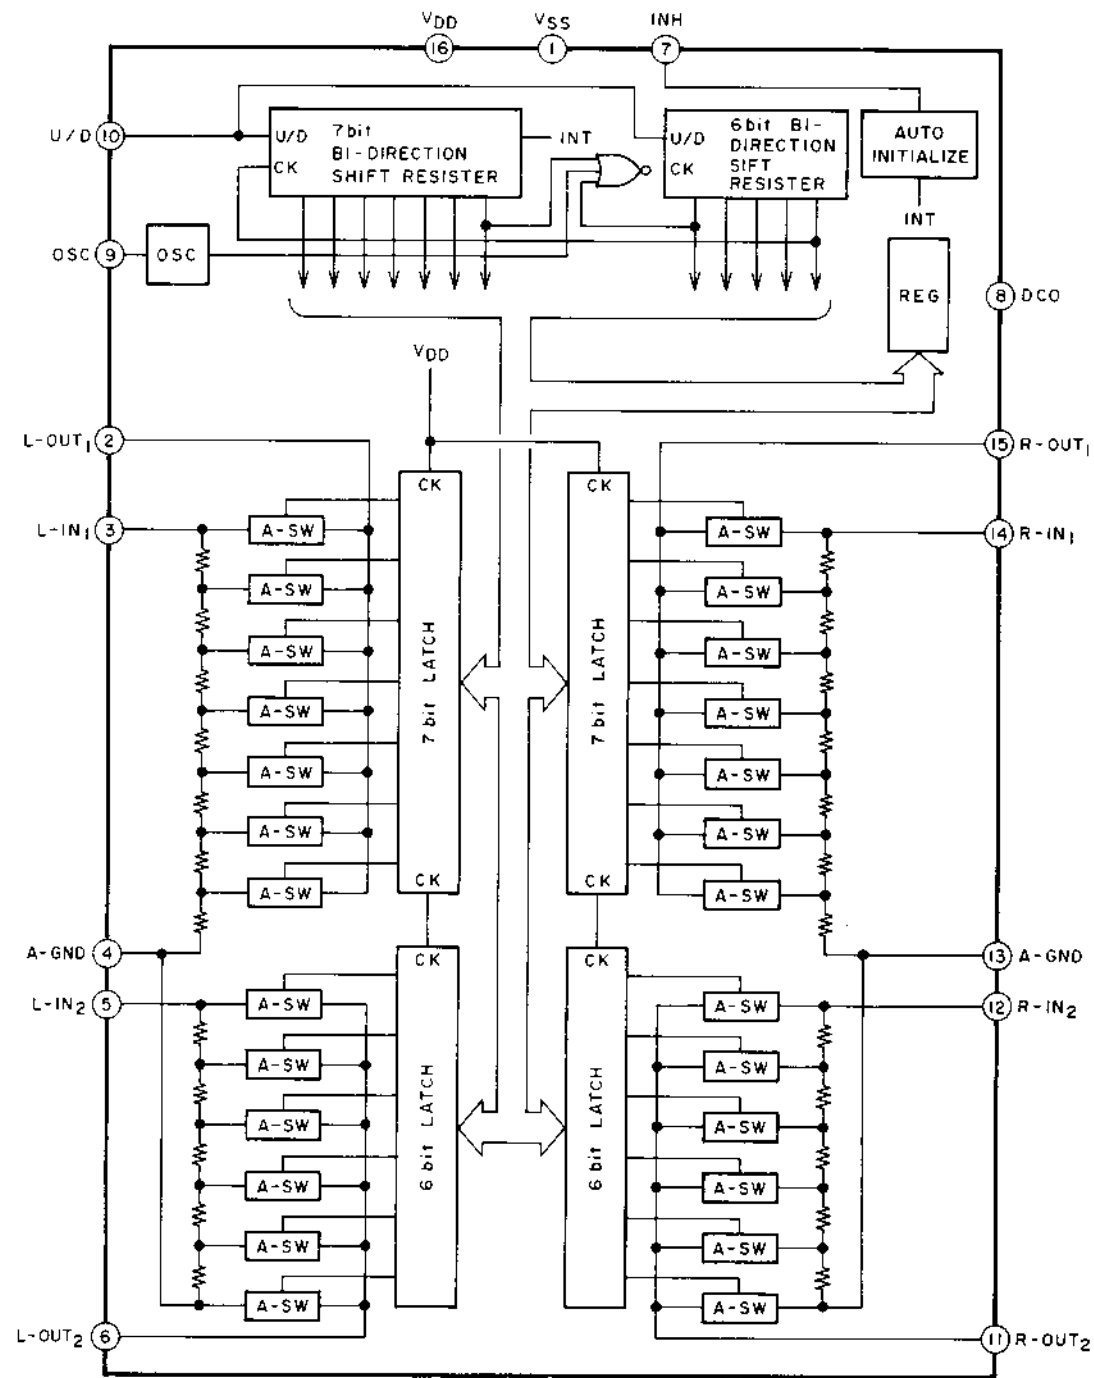 VDD VSS INH
16 1 7
U/D 10
U/D 7bit
BI-DIRECTION
CK SHIFT RESISTER
INT
U/D 6bit BI-
DIRECTION
CK SIFT
RESISTER
AUTO
INITIALIZE
INT
OSC 9 OSC
REG
8 DCO
VDD
L-OUT1 2
15 R-OUT1
CK CK
L-IN1 3 A-SW A-SW 14 R-IN1
A-SW A-SW
A-SW A-SW
7 bit LATCH 7 bit LATCH
A-SW A-SW
A-SW A-SW
A-SW A-SW
A-SW A-SW
CK CK
A-GND 4 13 A-GND
CK CK
L-IN2 5 A-SW A-SW 12 R-IN2
A-SW A-SW
A-SW A-SW
6 bit LATCH 6 bit LATCH
A-SW A-SW
A-SW A-SW
A-SW A-SW
L-OUT2 6 11 R-OUT2